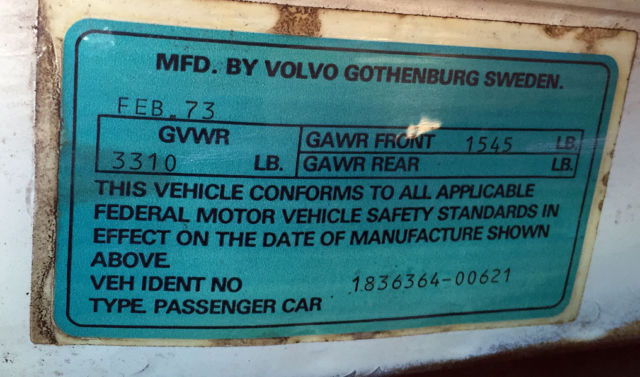 MFD. BY VOLVO GOTHENBURG SWEDEN.
FEB. 73
GVWR
3310 LB.
GAWR FRONT 1545 LB.
GAWR REAR LB.
THIS VEHICLE CONFORMS TO ALL APPLICABLE
FEDERAL MOTOR VEHICLE SAFETY STANDARDS IN
EFFECT ON THE DATE OF MANUFACTURE SHOWN
ABOVE.
VEH IDENT NO 1836364-00621
TYPE. PASSENGER CAR